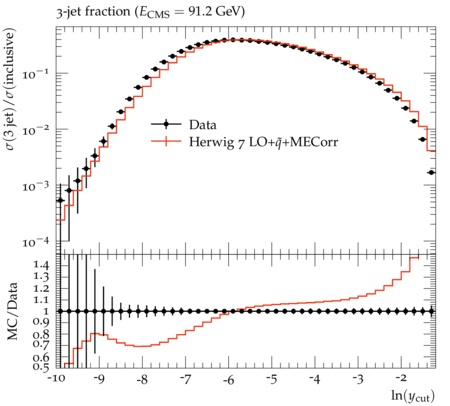 3-jet fraction (E_CMS = 91.2 GeV)
σ(3 jet)/σ(inclusive)
10^−1
10^−2
10^−3
10^−4
Data
Herwig 7 LO+q̃+MECorr
MC/Data
1.4
1.3
1.2
1.1
1
0.9
0.8
0.7
0.6
0.5
-10 -9 -8 -7 -6 -5 -4 -3 -2
ln(y_cut)